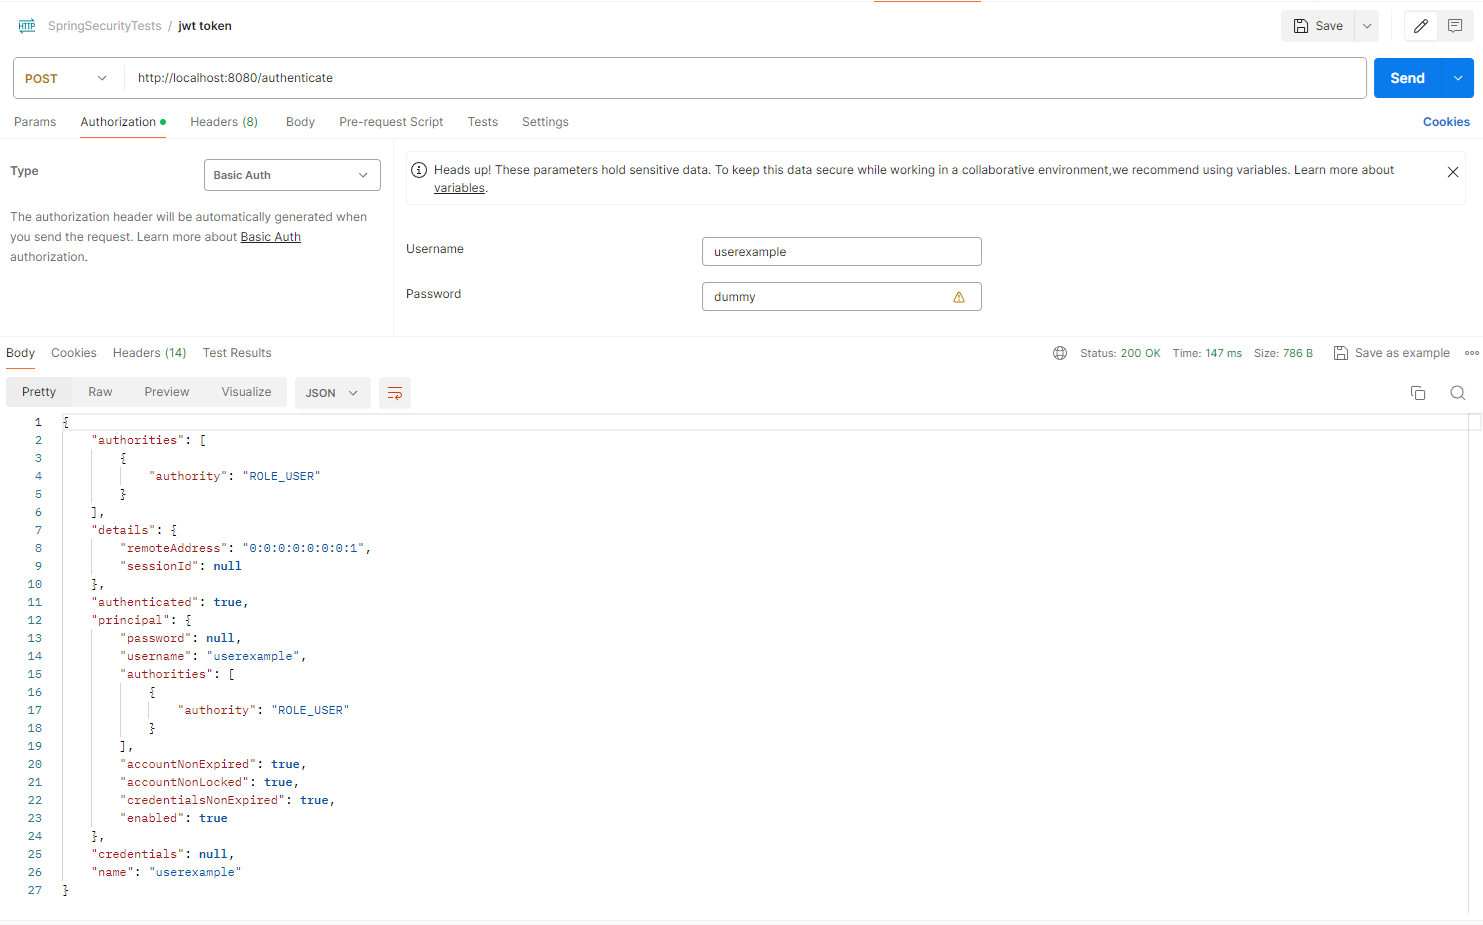 HTTP SpringSecurityTests / jwt token Save
POST http://localhost:8080/authenticate Send
Params Authorization Headers (8) Body Pre-request Script Tests Settings Cookies
Type Basic Auth
The authorization header will be automatically generated when
you send the request. Learn more about Basic Auth
authorization.
Heads up! These parameters hold sensitive data. To keep this data secure while working in a collaborative environment,we recommend using variables. Learn more about
variables.
Username userexample
Password dummy
Body Cookies Headers (14) Test Results Status: 200 OK Time: 147 ms Size: 786 B Save as example
Pretty Raw Preview Visualize JSON
1 {
2 "authorities": [
3 {
4 "authority": "ROLE_USER"
5 }
6 ],
7 "details": {
8 "remoteAddress": "0:0:0:0:0:0:0:1",
9 "sessionId": null
10 },
11 "authenticated": true,
12 "principal": {
13 "password": null,
14 "username": "userexample",
15 "authorities": [
16 {
17 "authority": "ROLE_USER"
18 }
19 ],
20 "accountNonExpired": true,
21 "accountNonLocked": true,
22 "credentialsNonExpired": true,
23 "enabled": true
24 },
25 "credentials": null,
26 "name": "userexample"
27 }